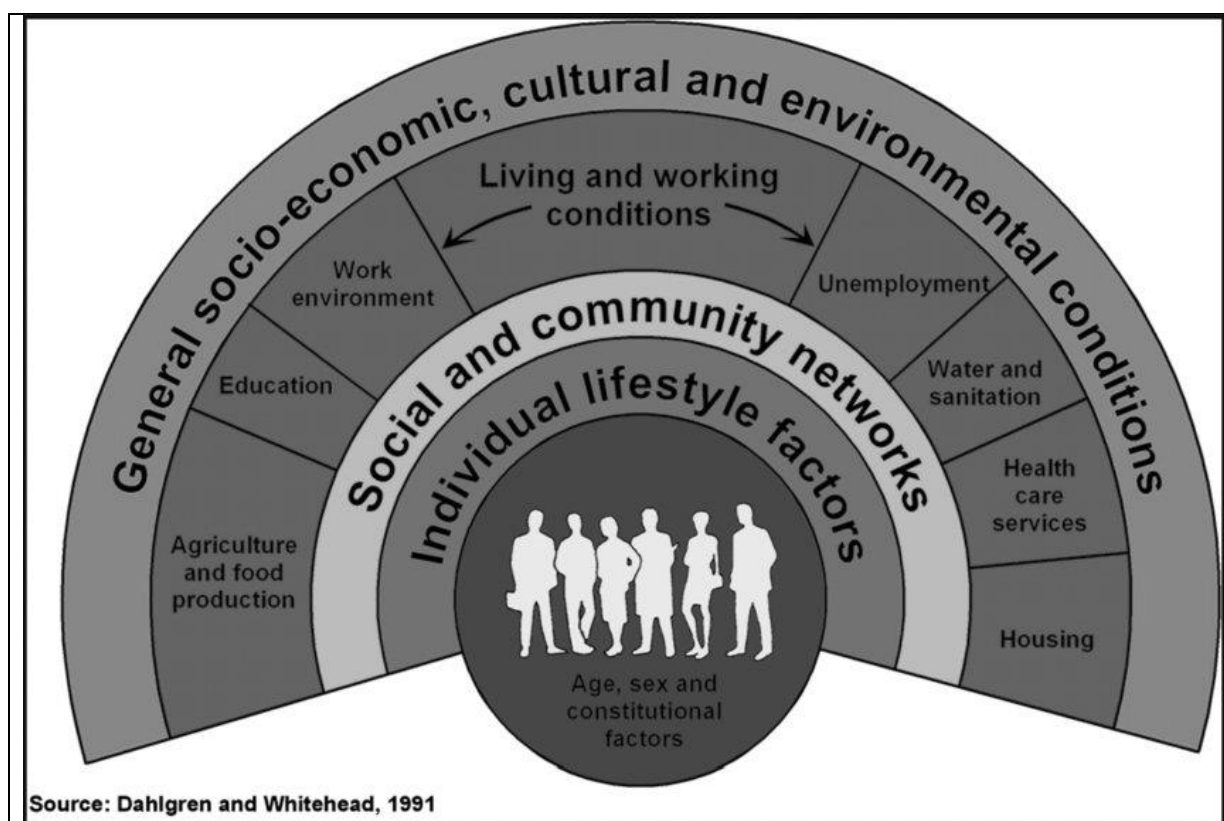 General socio-economic, cultural and environmental conditions
Living and working
conditions
Work
environment
Unemployment
Education
Water and
sanitation
Agriculture
and food
production
Health
care
services
Housing
Social and community networks
Individual lifestyle factors
Age, sex and
constitutional
factors
Source: Dahlgren and Whitehead, 1991